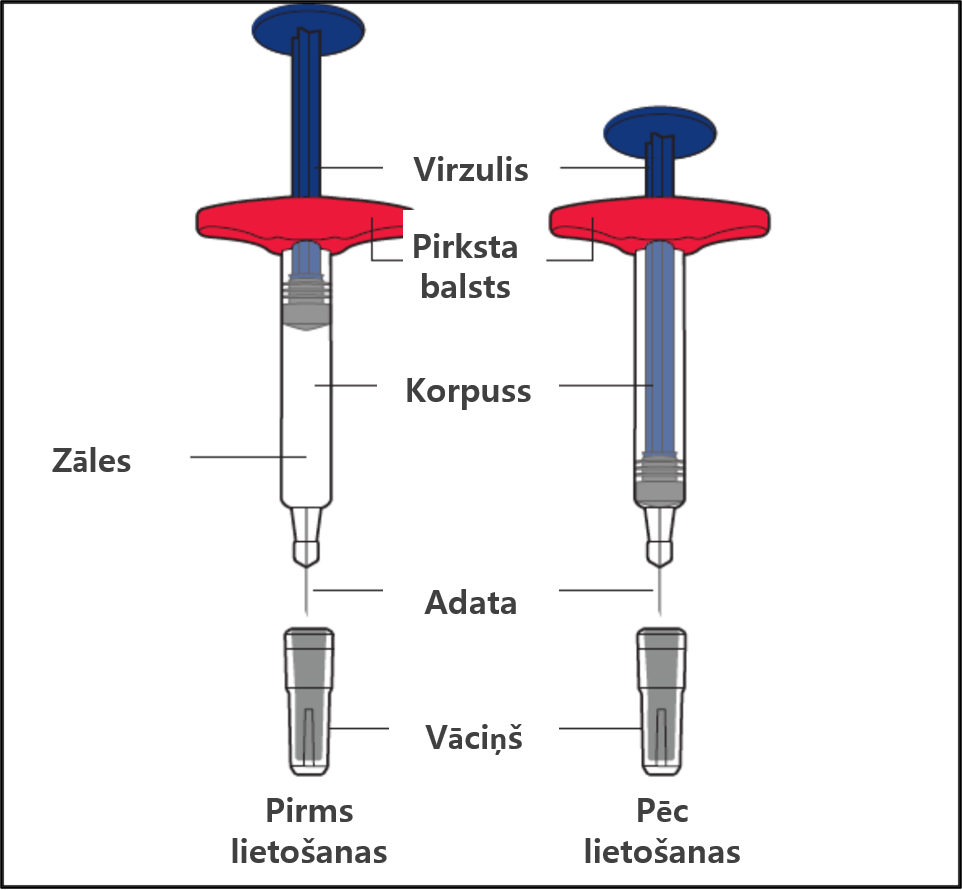 Virzulis
Pirksta
balsts
Korpuss
Zāles
Adata
Vāciņš
Pirms
lietošanas
Pēc
lietošanas